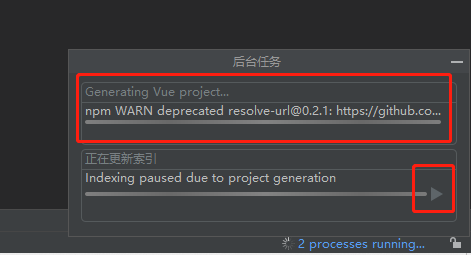 后台任务
Generating Vue project...
npm WARN deprecated resolve-url@0.2.1: https://github.co...
正在更新索引
Indexing paused due to project generation
2 processes running...